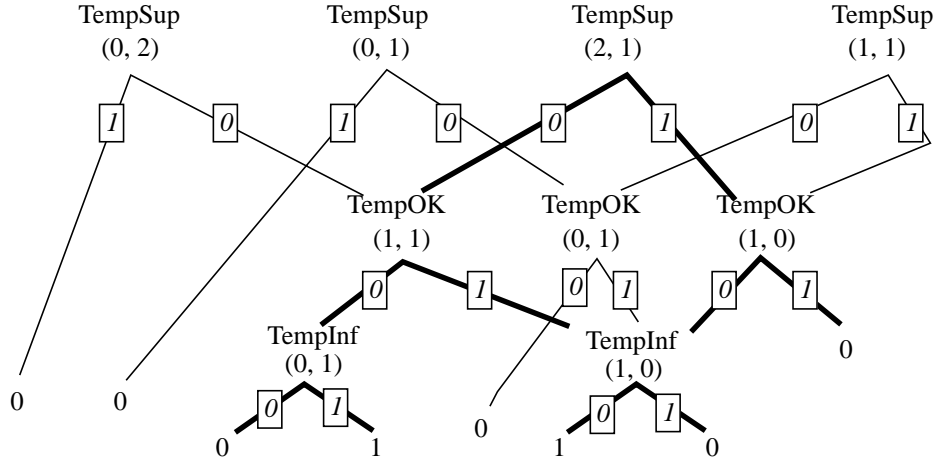 TempSup TempSup TempSup TempSup
(0, 2) (0, 1) (2, 1) (1, 1)
1 0 1 0 0 1 0 1
TempOK TempOK TempOK
(1, 1) (0, 1) (1, 0)
0 1 0 1 0 1
TempInf TempInf 0
(0, 1) (1, 0)
0 0 0 1 0 1
0 1 0 1 0